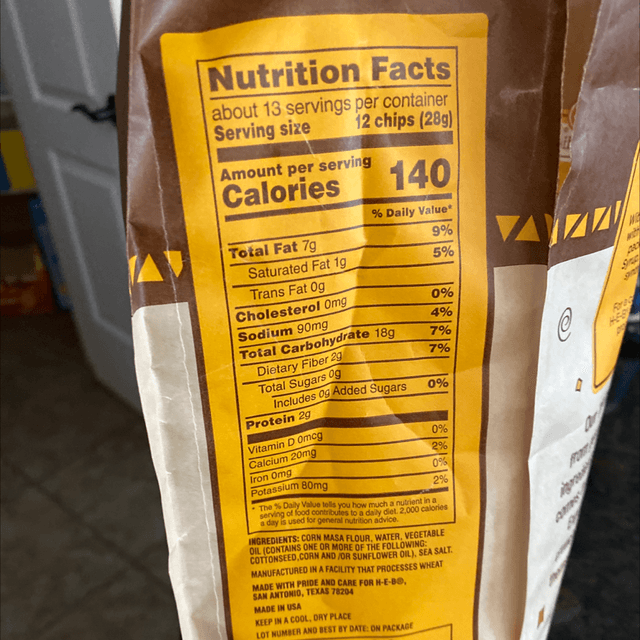 Nutrition Facts
about 13 servings per container
Serving size 12 chips (28g)
Amount per serving
Calories 140
% Daily Value*
Total Fat 7g 9%
Saturated Fat 1g 5%
Trans Fat 0g
Cholesterol 0mg 0%
Sodium 90mg 4%
Total Carbohydrate 18g 7%
Dietary Fiber 2g 7%
Total Sugars 0g
Includes 0g Added Sugars 0%
Protein 2g
Vitamin D 0mcg 0%
Calcium 20mg 2%
Iron 0mg 0%
Potassium 80mg 2%
* The % Daily Value tells you how much a nutrient in a
serving of food contributes to a daily diet. 2,000 calories
a day is used for general nutrition advice.
INGREDIENTS: CORN MASA FLOUR, WATER, VEGETABLE
OIL (CONTAINS ONE OR MORE OF THE FOLLOWING:
COTTONSEED,CORN AND /OR SUNFLOWER OIL), SEA SALT.
MANUFACTURED IN A FACILITY THAT PROCESSES WHEAT
MADE WITH PRIDE AND CARE FOR H-E-B®,
SAN ANTONIO, TEXAS 78204
MADE IN USA
KEEP IN A COOL, DRY PLACE
LOT NUMBER AND BEST BY DATE: ON PACKAGE